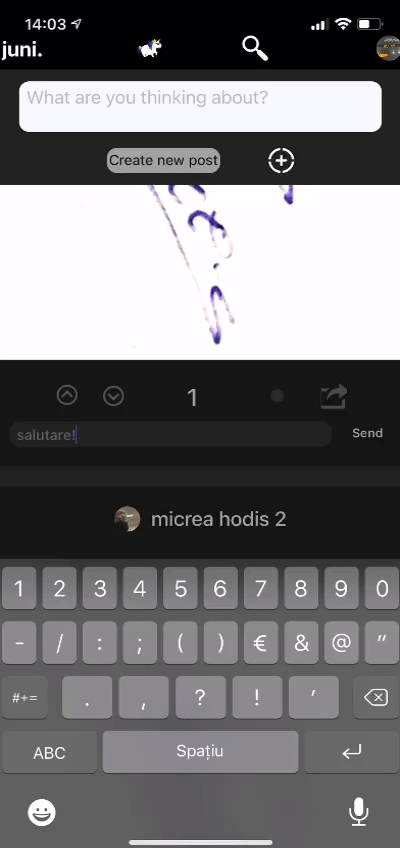 14:03
juni.
What are you thinking about?
Create new post
1
salutare!
Send
micrea hodis 2
1 2 3 4 5 6 7 8 9 0
- / : ; ( ) € & @ "
#+= . , ? ! '
ABC Spațiu